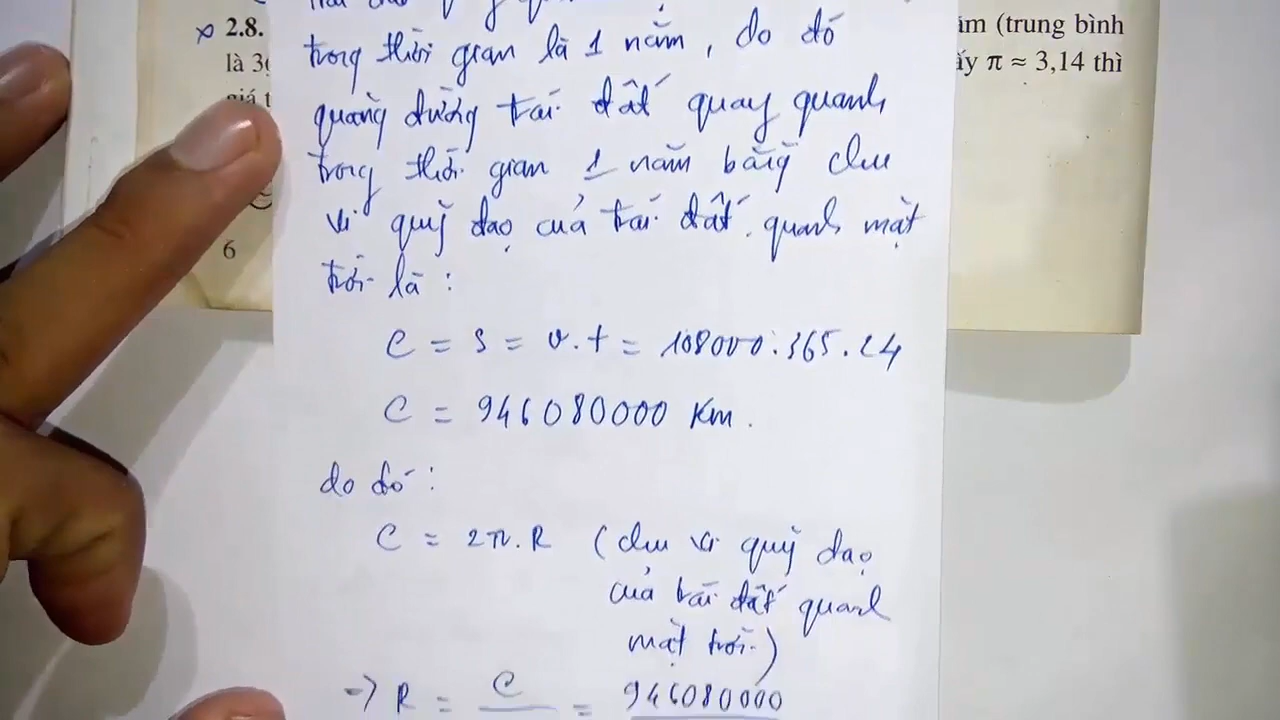 2.8.
ăm (trung bình
là 36
ấy π ≈ 3,14 thì
giá t
6
trong thời gian là 1 năm, do đó
quãng đường trái đất quay quanh
trong thời gian 1 năm bằng chu
vi quỹ đạo của trái đất quanh mặt
trời là :
C = S = v.t = 108000.365.24
C = 946080000 Km.
do đó :
C = 2π.R (chu vi quỹ đạo
của trái đất quanh
mặt trời)
-> R = C = 946080000